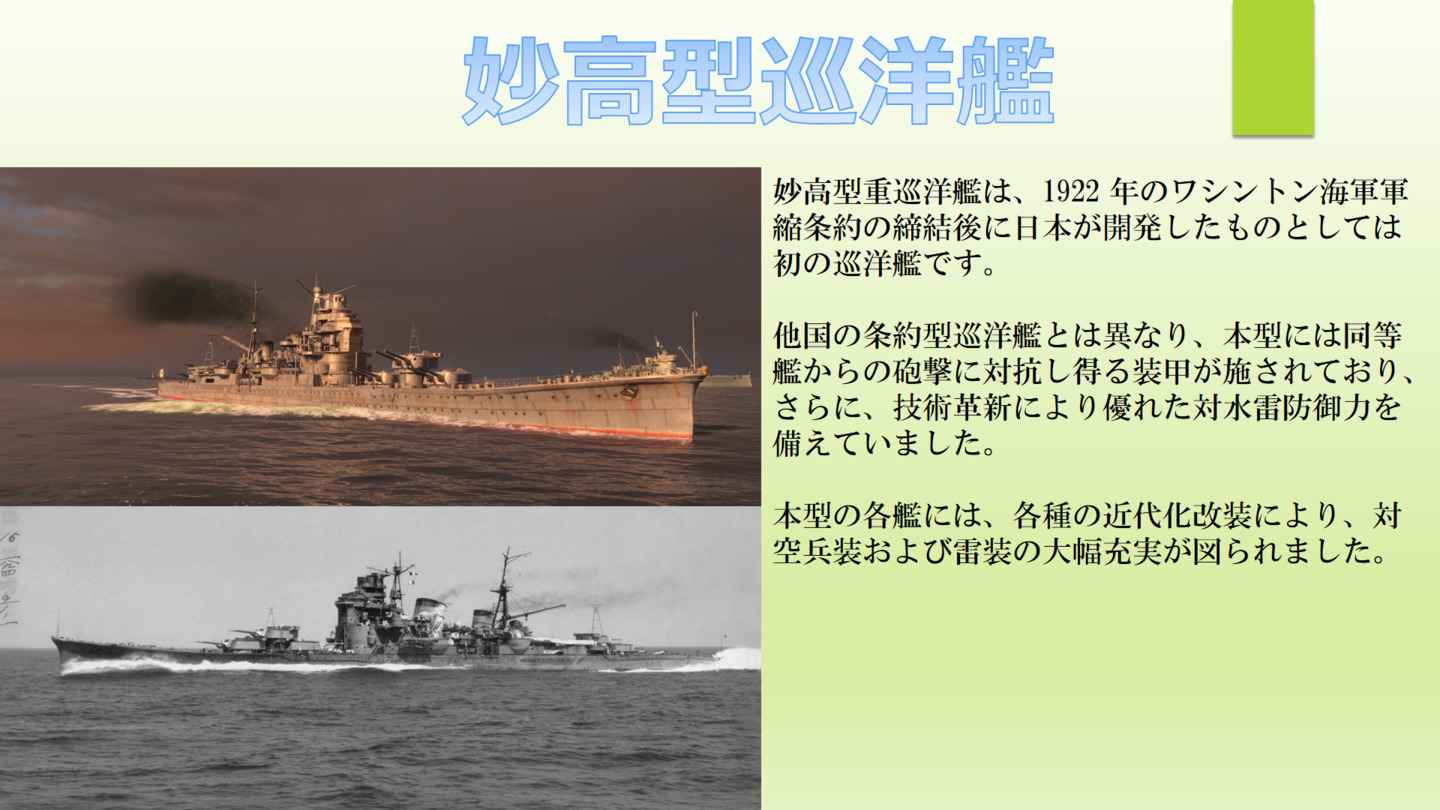 妙高型巡洋艦
妙高型重巡洋艦は、1922 年のワシントン海軍軍
縮条約の締結後に日本が開発したものとしては
初の巡洋艦です。
他国の条約型巡洋艦とは異なり、本型には同等
艦からの砲撃に対抗し得る装甲が施されており、
さらに、技術革新により優れた対水雷防御力を
備えていました。
本型の各艦には、各種の近代化改装により、対
空兵装および雷装の大幅充実が図られました。